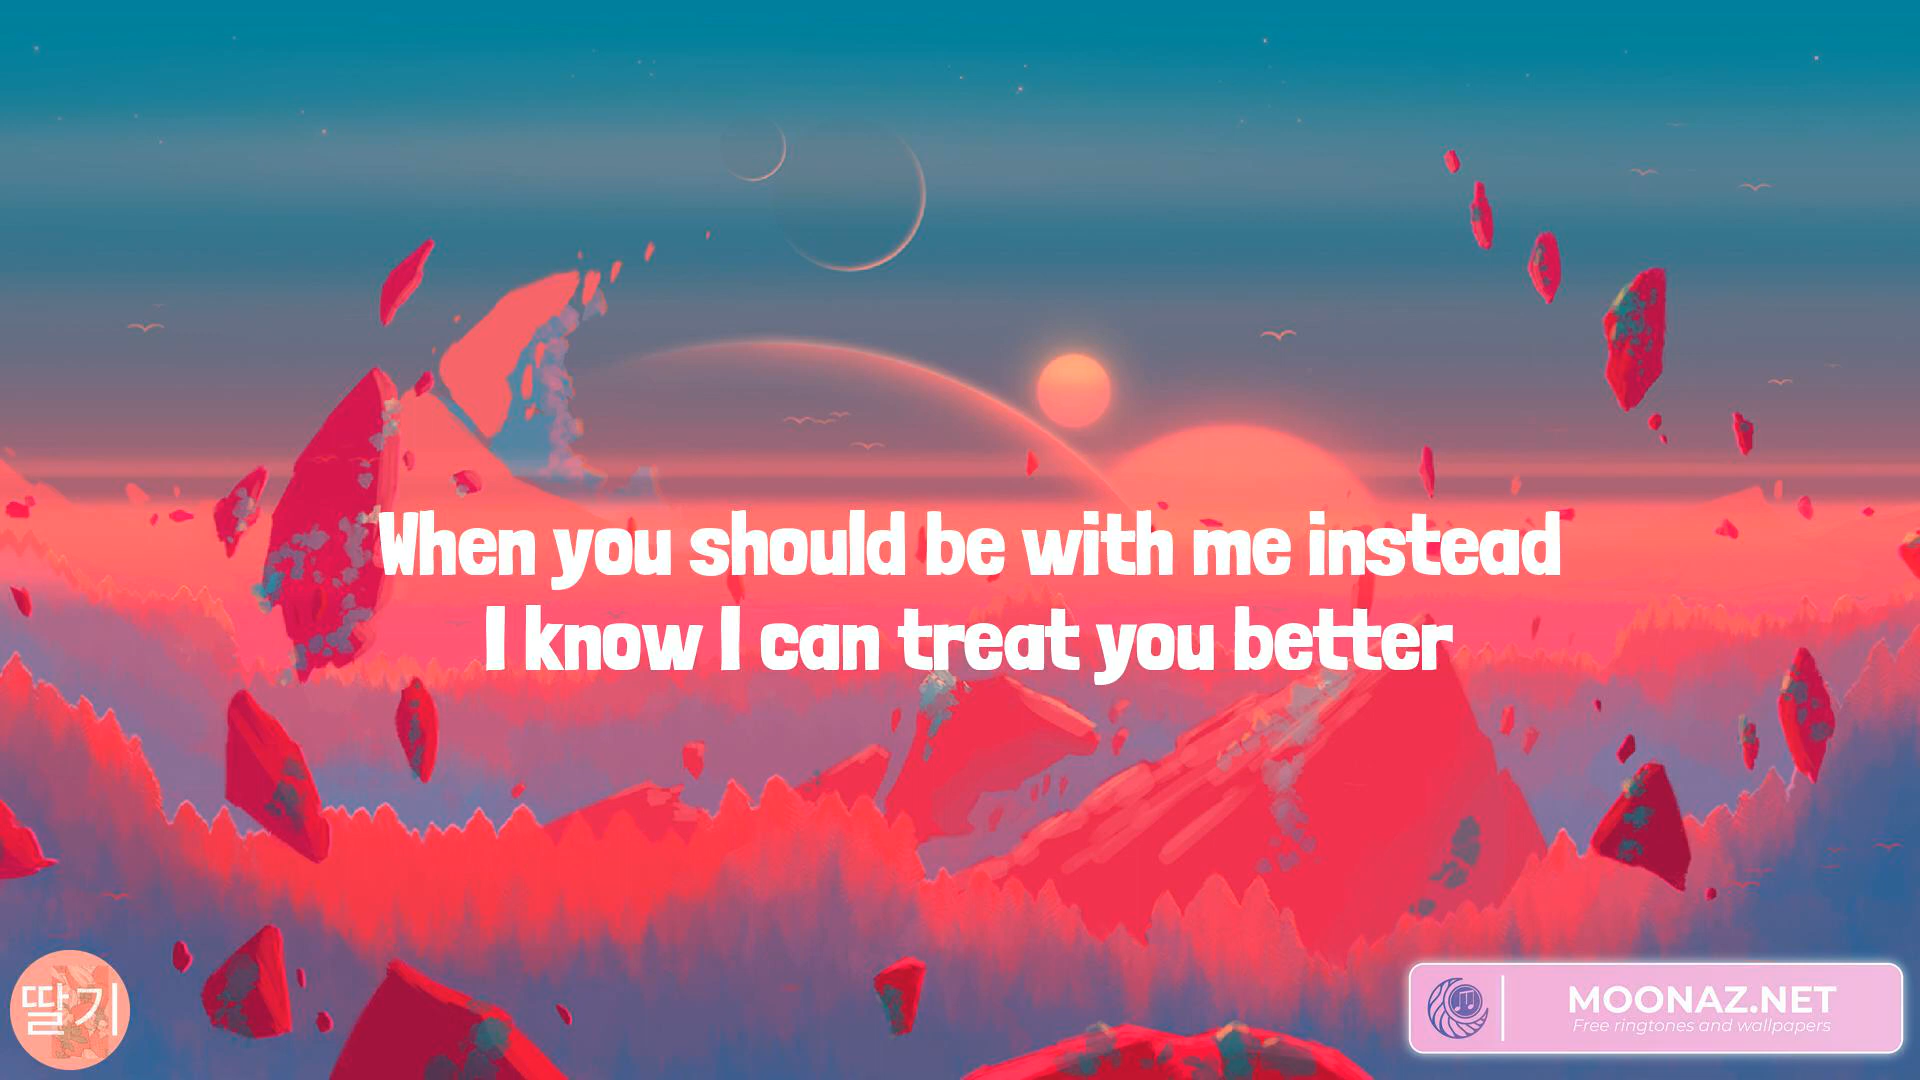 When you should be with me instead
I know I can treat you better
딸기
MOONAZ.NET
Free ringtones and wallpapers